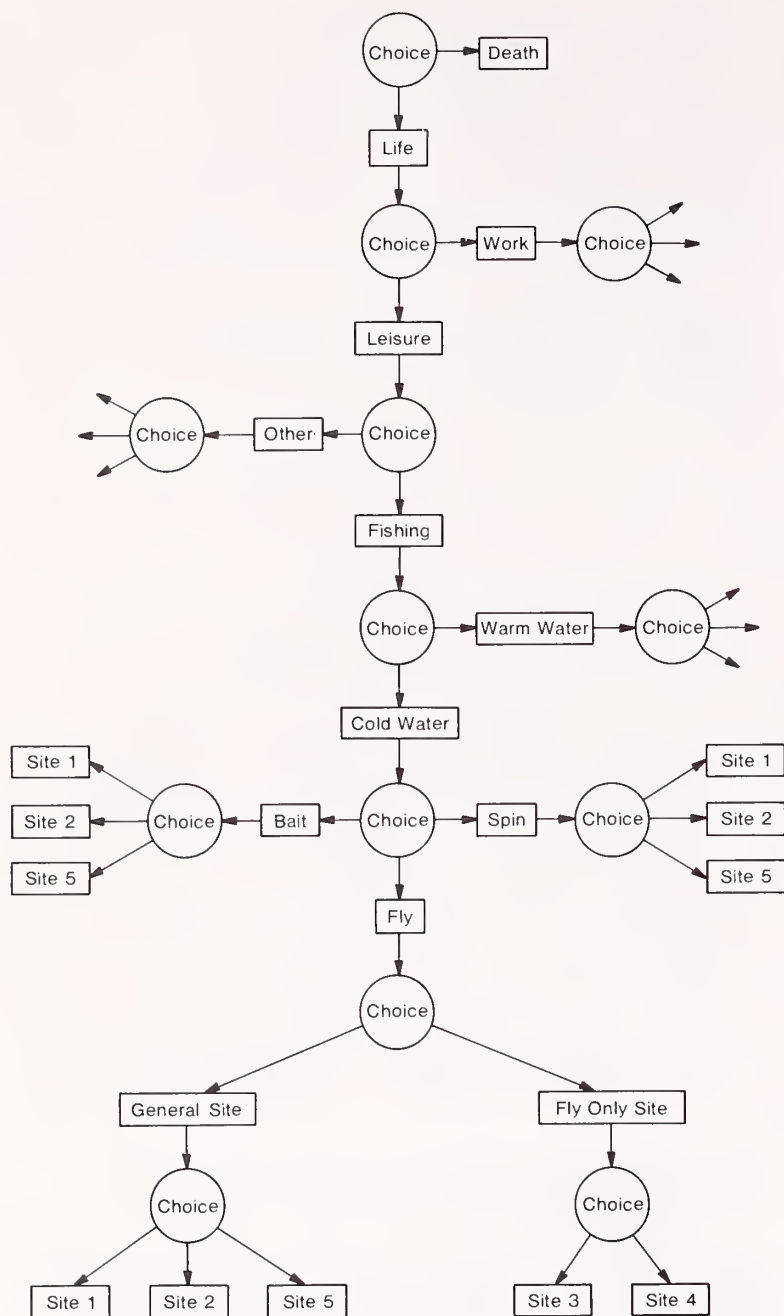 Choice
Death
Life
Choice
Work
Choice
Leisure
Choice
Other
Choice
Fishing
Choice
Warm Water
Choice
Cold Water
Site 1
Site 2
Site 5
Choice
Bait
Choice
Spin
Choice
Site 1
Site 2
Site 5
Fly
Choice
General Site
Fly Only Site
Choice
Choice
Site 1
Site 2
Site 5
Site 3
Site 4